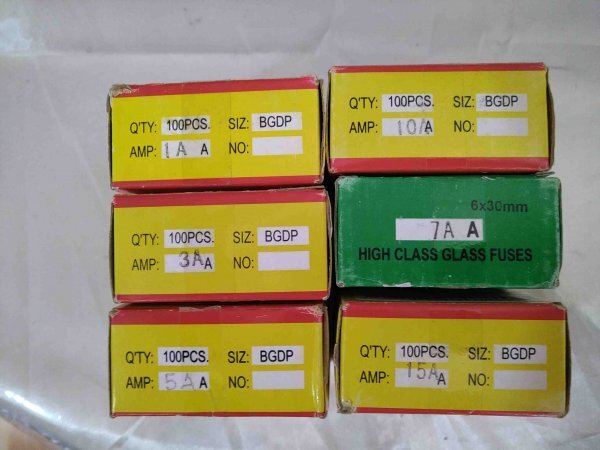 Q'TY: 100PCS. SIZ: BGDP
AMP: 1A A NO:
Q'TY: 100PCS. SIZ: BGDP
AMP: 10A A NO:
Q'TY: 100PCS. SIZ: BGDP
AMP: 3A A NO:
6x30mm
7A A
HIGH CLASS GLASS FUSES
Q'TY: 100PCS. SIZ: BGDP
AMP: 5A A NO:
Q'TY: 100PCS. SIZ: BGDP
AMP: 15A A NO: